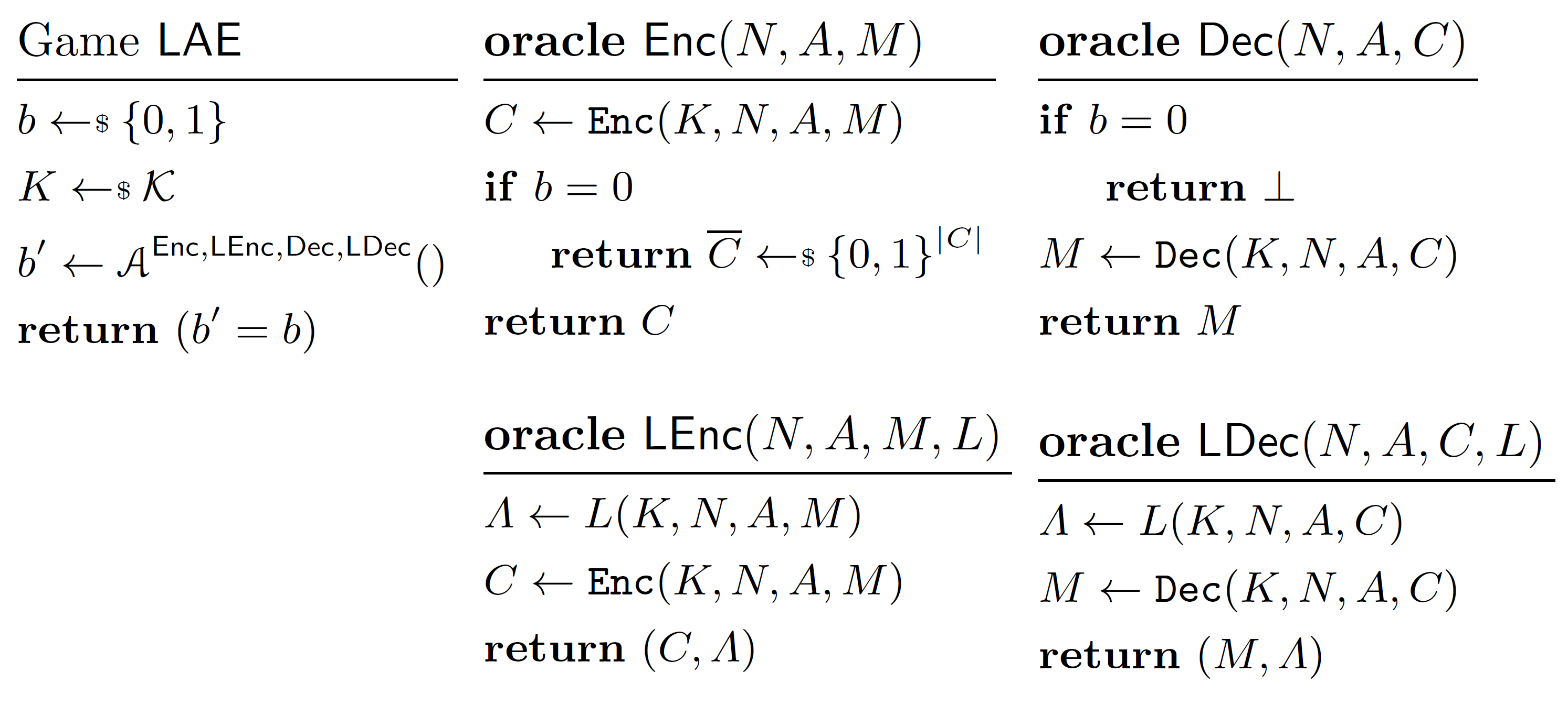 Game LAE
b ←$ {0, 1}
K ←$ 𝒦
b′ ← 𝒜^{Enc,LEnc,Dec,LDec}()
return (b′ = b)
oracle Enc(N, A, M)
C ← Enc(K, N, A, M)
if b = 0
return C̅ ←$ {0, 1}^{|C|}
return C
oracle LEnc(N, A, M, L)
Λ ← L(K, N, A, M)
C ← Enc(K, N, A, M)
return (C, Λ)
oracle Dec(N, A, C)
if b = 0
return ⊥
M ← Dec(K, N, A, C)
return M
oracle LDec(N, A, C, L)
Λ ← L(K, N, A, C)
M ← Dec(K, N, A, C)
return (M, Λ)